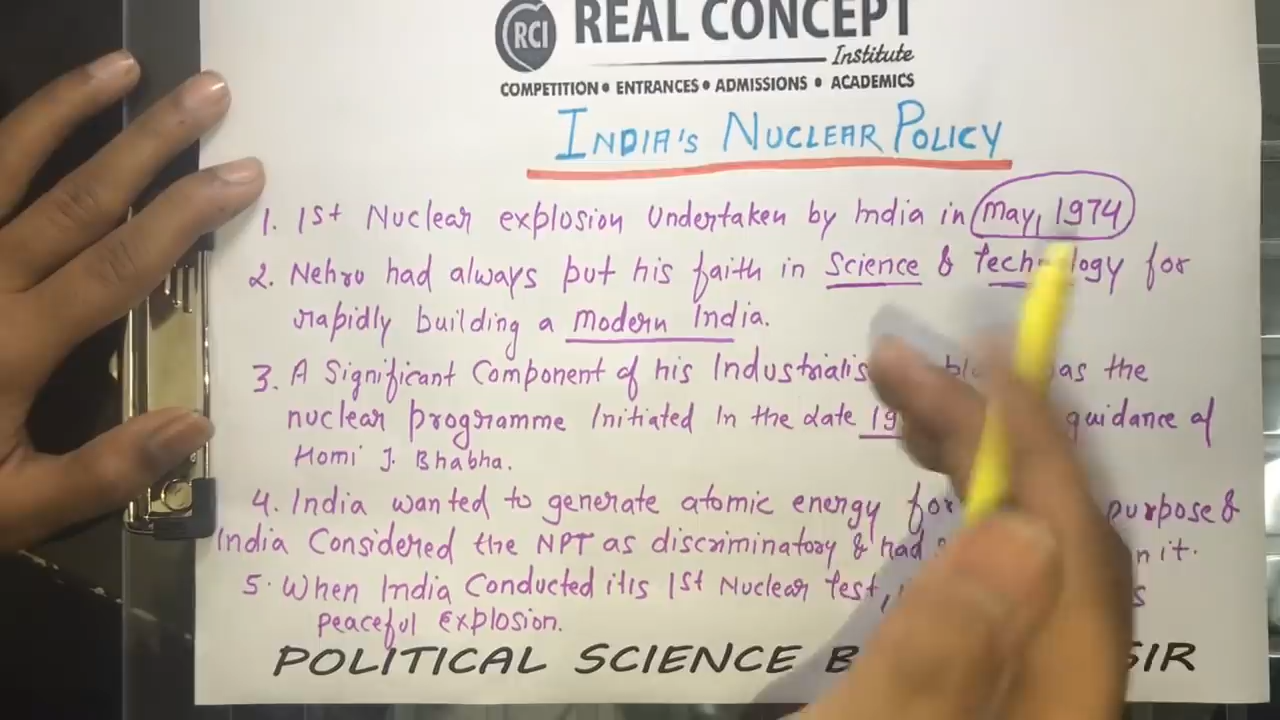 RCI REAL CONCEPT
Institute
COMPETITION • ENTRANCES • ADMISSIONS • ACADEMICS
INDIA'S NUCLEAR POLICY
1. 1st Nuclear explosion Undertaken by India in May, 1974
2. Nehru had always put his faith in Science & Technology for
rapidly building a Modern India.
3. A Significant Component of his as the
nuclear programme Initiated In the date guidance of
Homi J. Bhabha.
4. India wanted to generate atomic energy for purpose &
India Considered the NPT as discriminatory & had it.
5. When India Conducted it's 1st Nuclear test,
peaceful explosion.
POLITICAL SCIENCE SIR